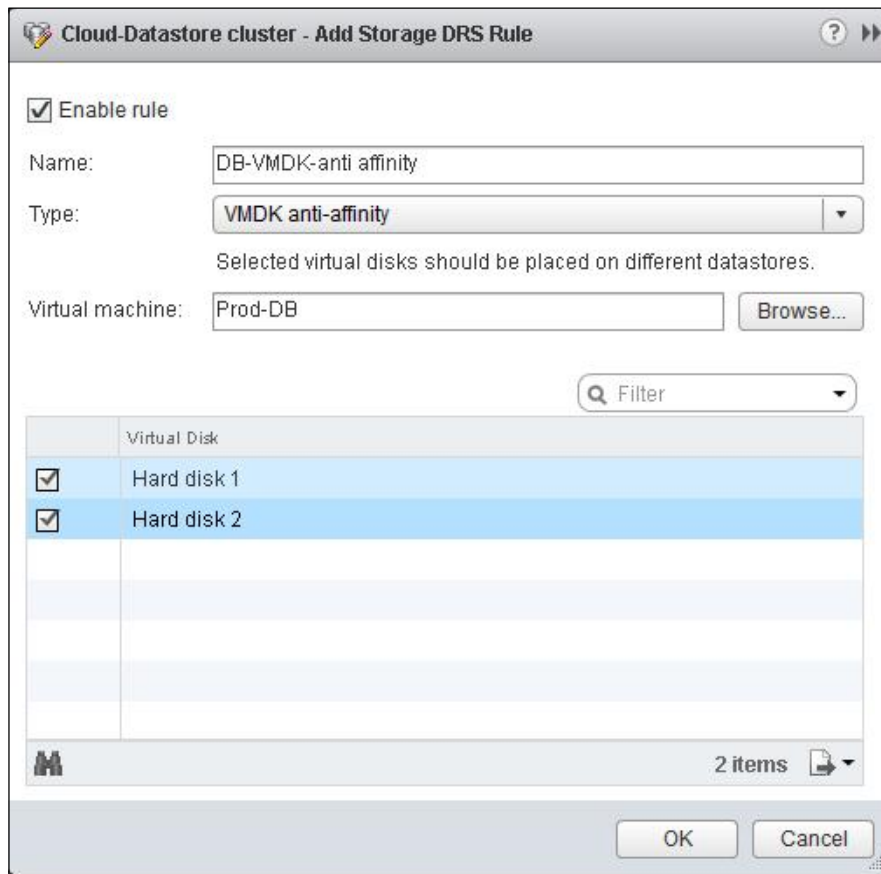 Cloud-Datastore cluster - Add Storage DRS Rule ?
Enable rule
Name: DB-VMDK-anti affinity
Type: VMDK anti-affinity
Selected virtual disks should be placed on different datastores.
Virtual machine: Prod-DB Browse...
Filter
Virtual Disk
Hard disk 1
Hard disk 2
2 items
OK Cancel